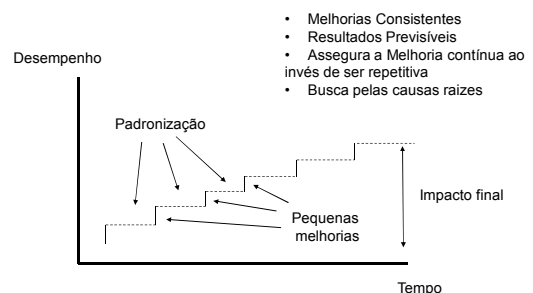 • Melhorias Consistentes
• Resultados Previsíveis
• Assegura a Melhoria contínua ao
invés de ser repetitiva
• Busca pelas causas raizes
Desempenho
Padronização
Impacto final
Pequenas
melhorias
Tempo